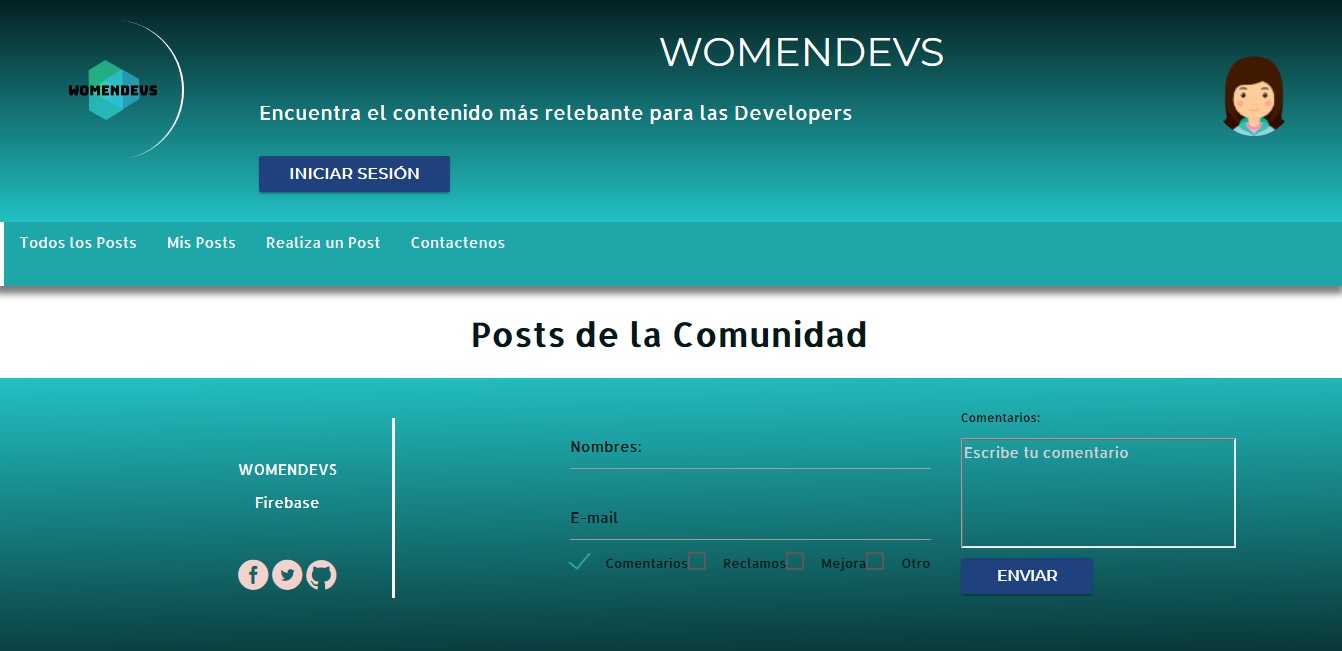 WOMENDEVS
WOMENDEVS
Encuentra el contenido más relebante para las Developers
INICIAR SESIÓN
Todos los Posts Mis Posts Realiza un Post Contactenos
Posts de la Comunidad
WOMENDEVS
Firebase
Nombres:
E-mail
Comentarios Reclamos Mejora Otro
Comentarios:
Escribe tu comentario
ENVIAR